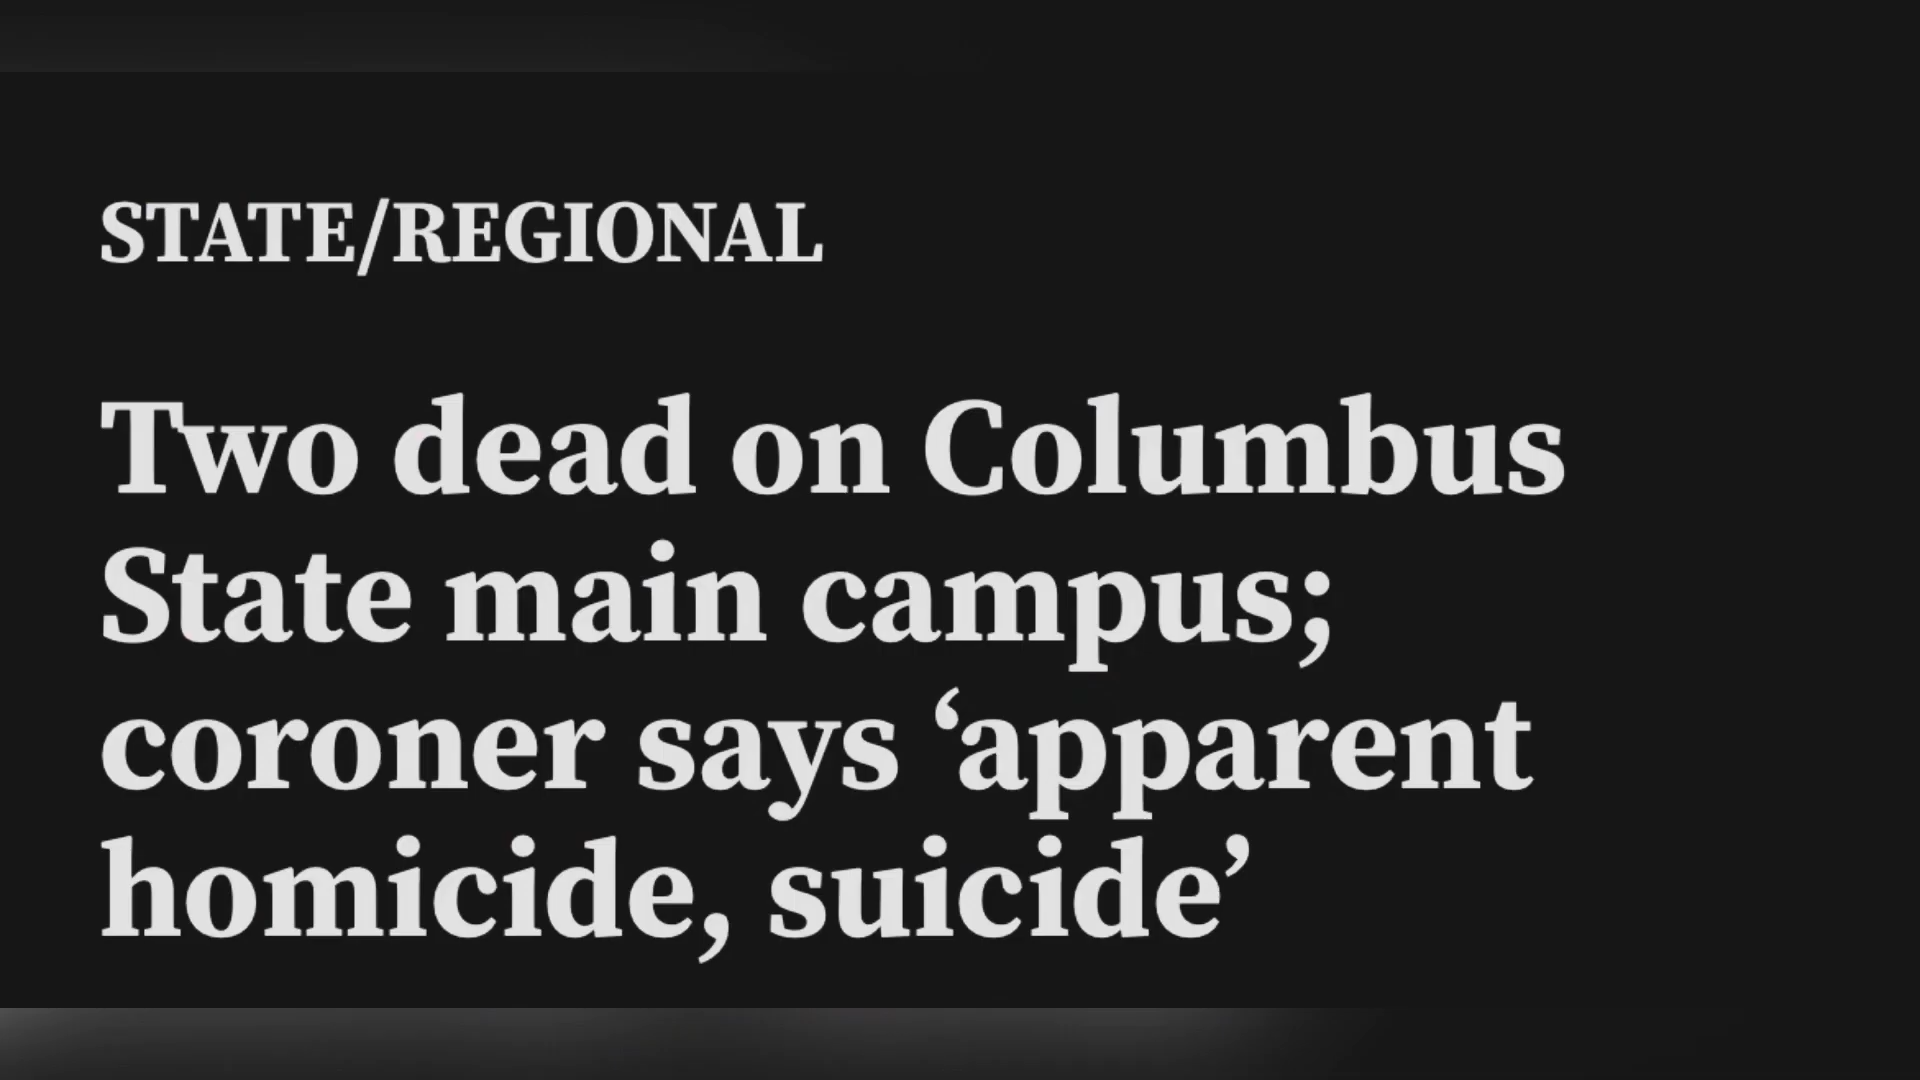 STATE/REGIONAL
Two dead on Columbus
State main campus;
coroner says ‘apparent
homicide, suicide’